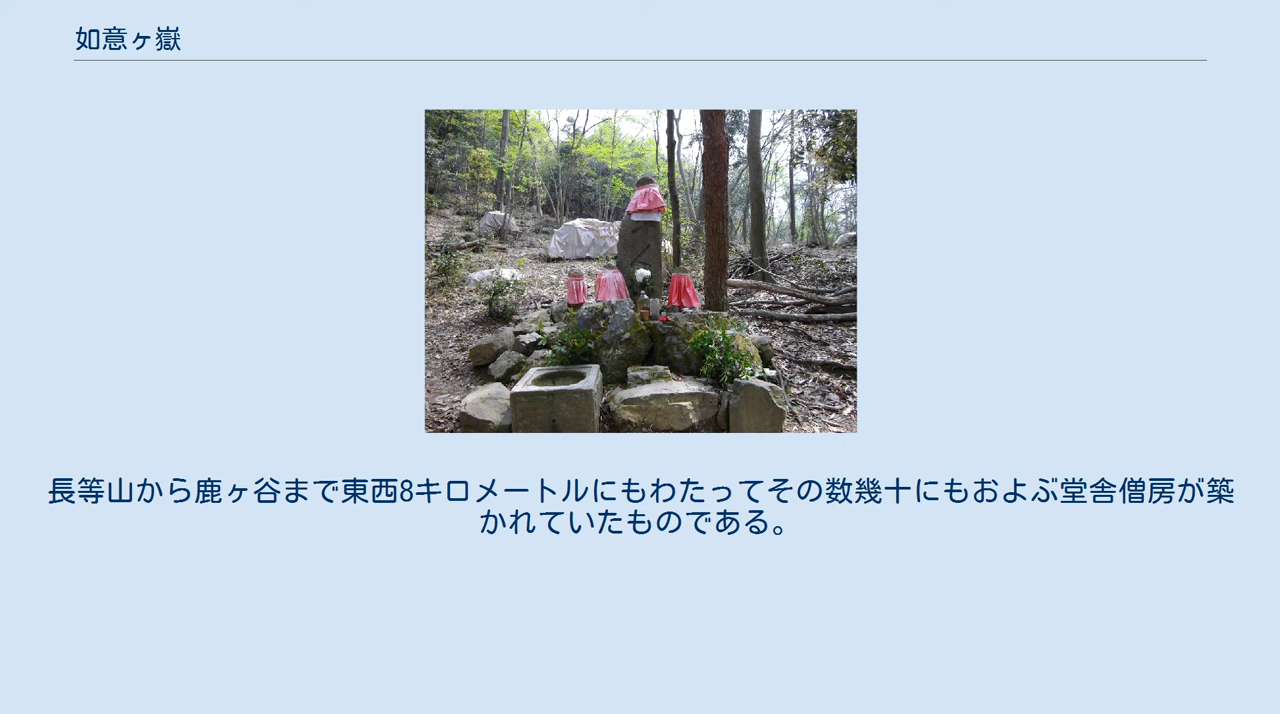 如意ヶ嶽
長等山から鹿ヶ谷まで東西8キロメートルにもわたってその数幾十にもおよぶ堂舎僧房が築
かれていたものである。